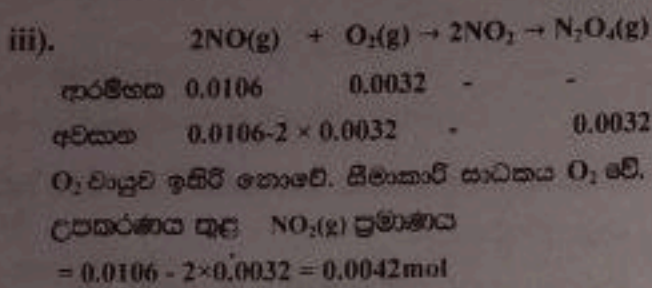 iii). 2NO(g) + O₂(g) → 2NO₂ → N₂O₄(g)
ආරම්භක 0.0106 0.0032 - -
අවසාන 0.0106-2 × 0.0032 - 0.0032
O₂ වායුව ඉතිරි නොවේ. සීමාකාරී සාධකය O₂ වේ.
උපකරණය තුළ NO₂(g) ප්‍රමාණය
= 0.0106 - 2×0.0032 = 0.0042mol